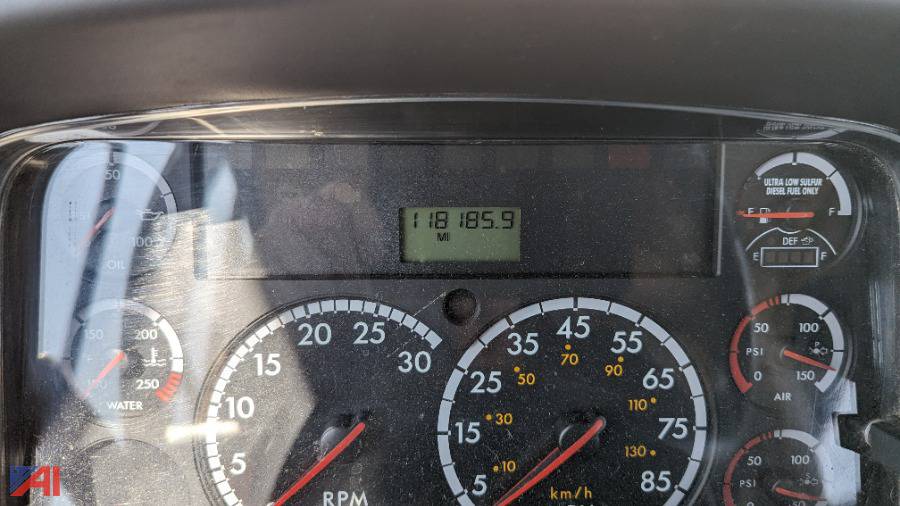 118185.9
MI
50
100
OIL
ULTRA LOW SULFUR
DIESEL FUEL ONLY
E F
DEF
E F
150 200
250
WATER
5 10 15 20 25 30
RPM
5 15 25 35 45 55 65 75 85
10 30 50 70 90 110 130
km/h
50 100
PSI
0 150
AIR
50 100
PSI
0
AI